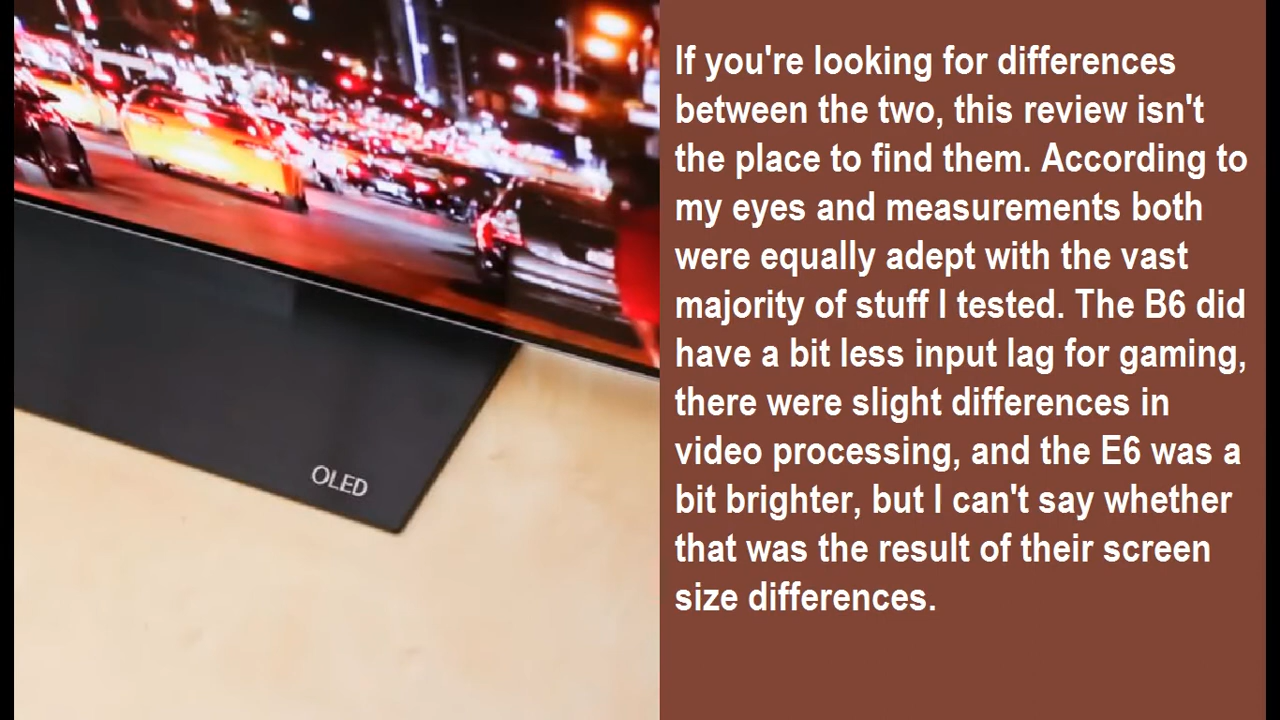 OLED
If you're looking for differences
between the two, this review isn't
the place to find them. According to
my eyes and measurements both
were equally adept with the vast
majority of stuff I tested. The B6 did
have a bit less input lag for gaming,
there were slight differences in
video processing, and the E6 was a
bit brighter, but I can't say whether
that was the result of their screen
size differences.